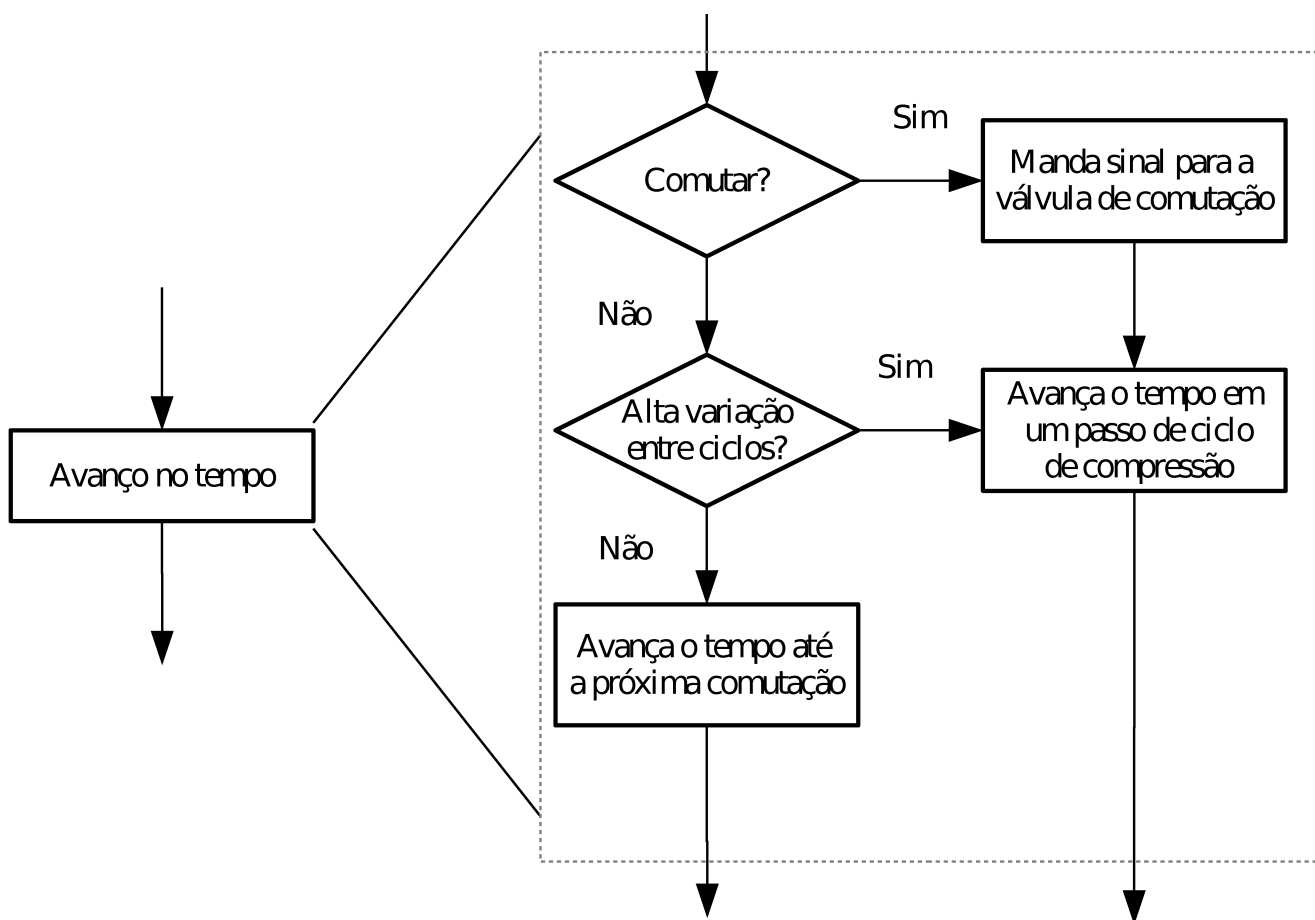 Avanço no tempo
Comutar?
Sim
Manda sinal para a
válvula de comutação
Não
Alta variação
entre ciclos?
Sim
Avança o tempo em
um passo de ciclo
de compressão
Não
Avança o tempo até
a próxima comutação